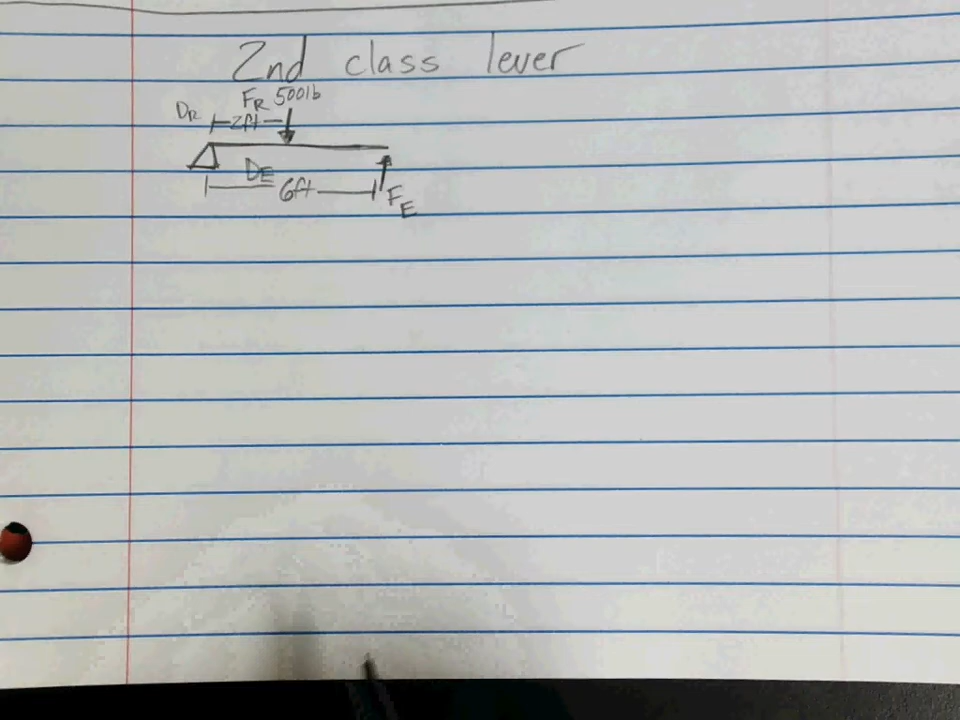 2nd class lever
FR 500lb
DR 2ft
DE
6ft
FE